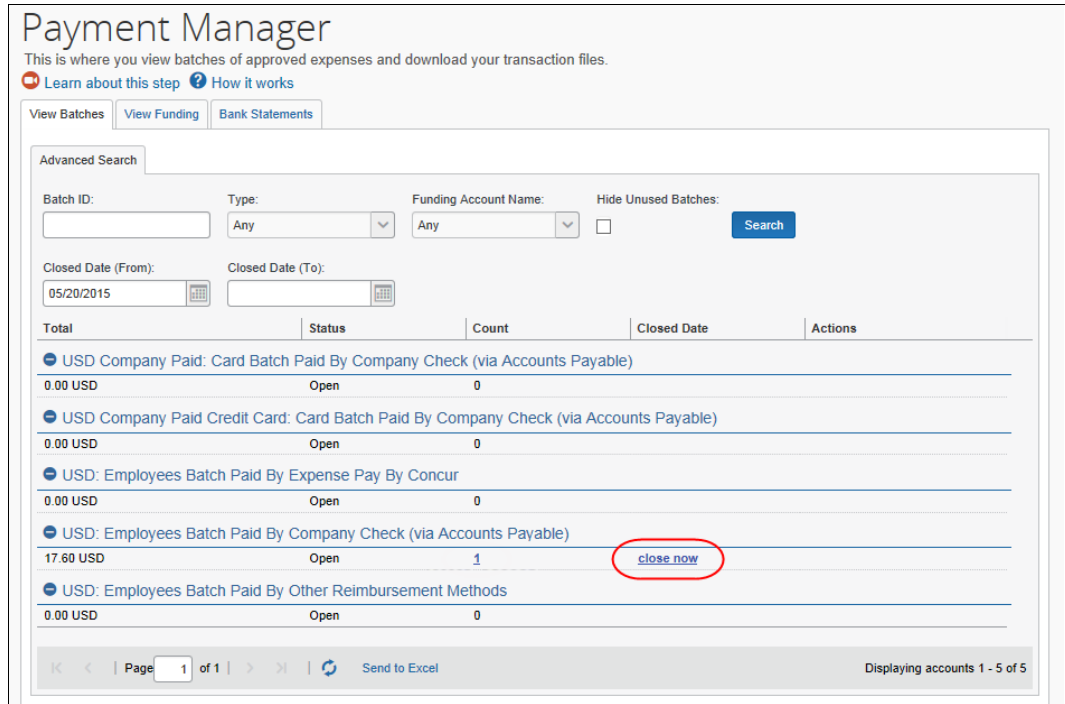 Payment Manager
This is where you view batches of approved expenses and download your transaction files.
Learn about this step ? How it works
View Batches View Funding Bank Statements
Advanced Search
Batch ID: Type: Funding Account Name: Hide Unused Batches:
Any Any Search
Closed Date (From): Closed Date (To):
05/20/2015
Total Status Count Closed Date Actions
USD Company Paid: Card Batch Paid By Company Check (via Accounts Payable)
0.00 USD Open 0
USD Company Paid Credit Card: Card Batch Paid By Company Check (via Accounts Payable)
0.00 USD Open 0
USD: Employees Batch Paid By Expense Pay By Concur
0.00 USD Open 0
USD: Employees Batch Paid By Company Check (via Accounts Payable)
17.60 USD Open 1 close now
USD: Employees Batch Paid By Other Reimbursement Methods
0.00 USD Open 0
Page 1 of 1 Send to Excel Displaying accounts 1 - 5 of 5